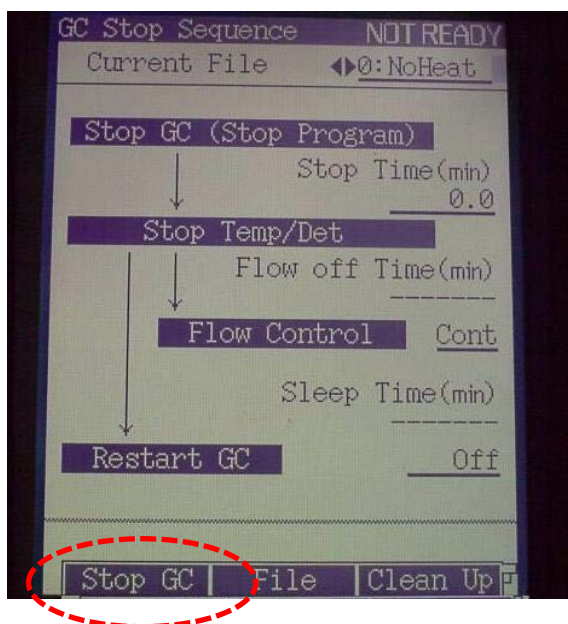 GC Stop Sequence NOT READY
Current File ◂▸0:NoHeat
Stop GC (Stop Program)
Stop Time(min)
0.0
Stop Temp/Det
Flow off Time(min)
-------
Flow Control Cont
Sleep Time(min)
-------
Restart GC Off
Stop GC File Clean Up